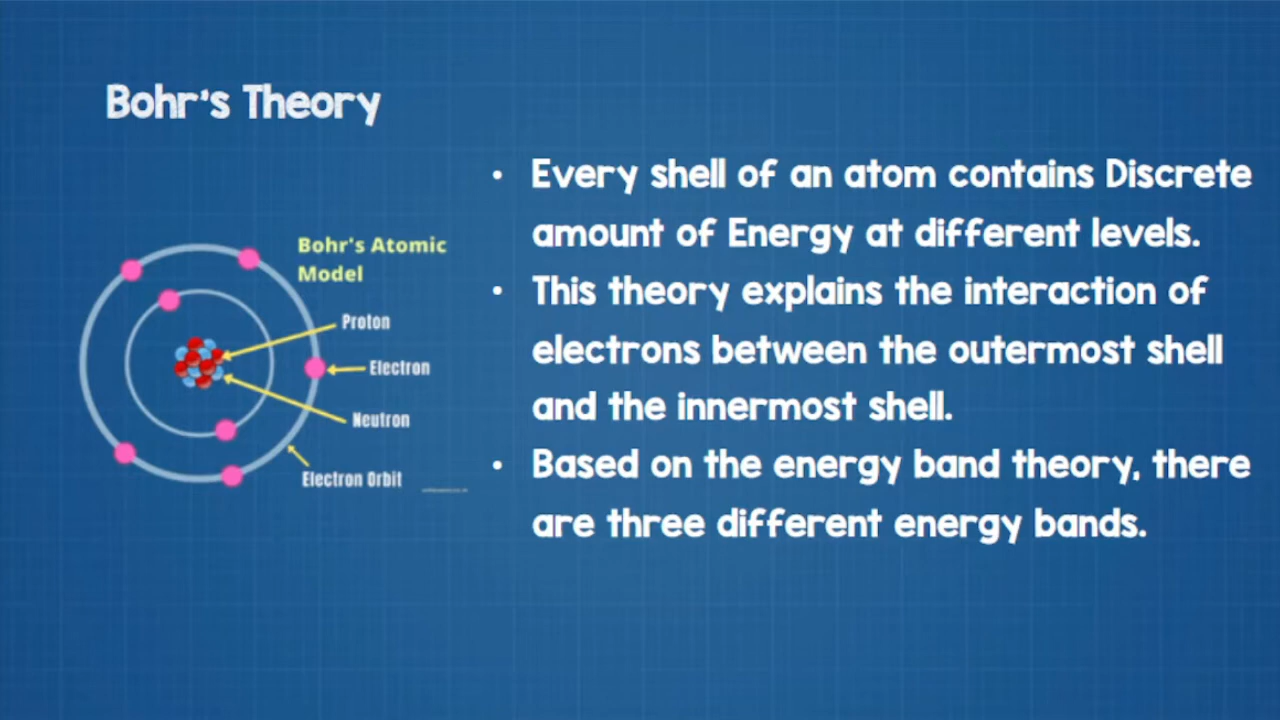 Bohr's Theory
• Every shell of an atom contains Discrete
amount of Energy at different levels.
• This theory explains the interaction of
electrons between the outermost shell
and the innermost shell.
• Based on the energy band theory, there
are three different energy bands.
Bohr's Atomic
Model
Proton
Electron
Neutron
Electron Orbit